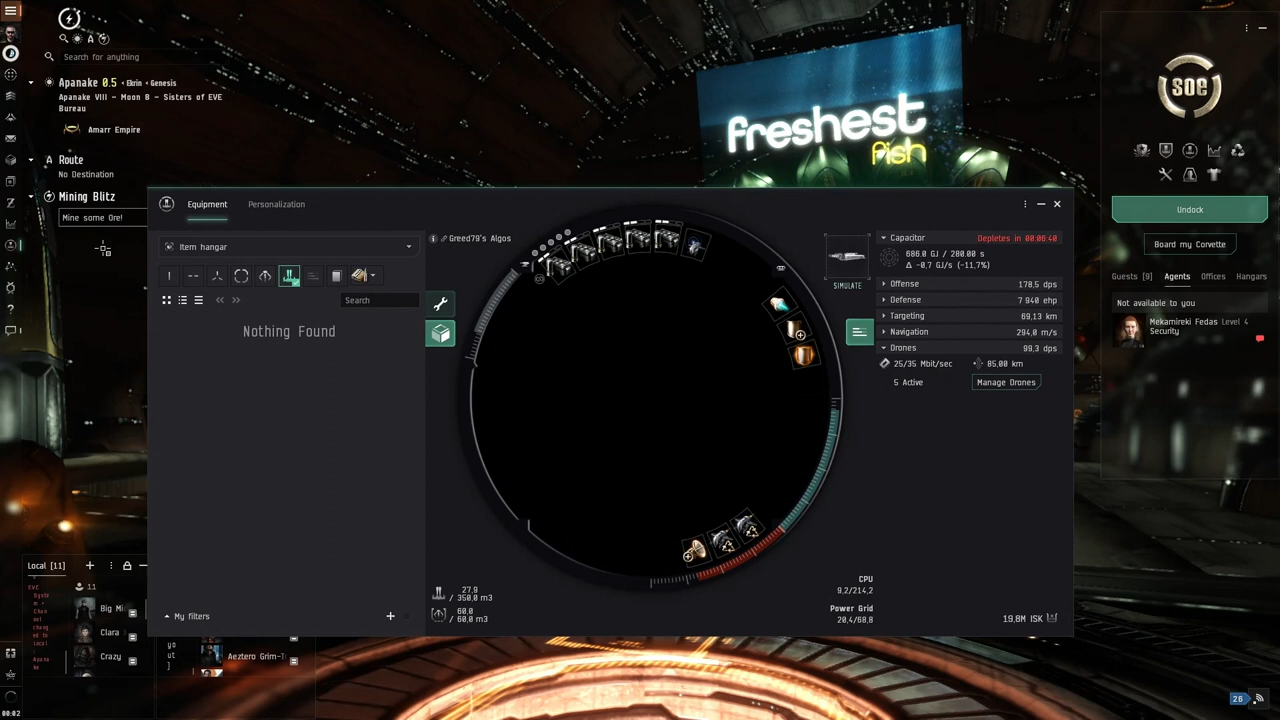 Search for anything
Apanake 0.5 < Ekrin < Genesis
Apanake VIII - Moon 8 - Sisters of EVE
Bureau
Amarr Empire
Route
No Destination
Mining Blitz
Mine some Ore!
freshest
fish
soe
Undock
Board my Corvette
Guests [9] Agents Offices Hangars
Not available to you
Mekamireki Fedas Level 4
Security
Equipment Personalization
Item hangar
Search
Nothing Found
My filters
Greed79's Algos
SIMULATE
27,9
/ 350,0 m3
60,0
/ 60,0 m3
CPU
9,2/214,2
Power Grid
20,4/68,8
Capacitor Depletes in 00:06:40
686.0 GJ / 280.00 s
Δ -0,7 GJ/s (-11,7%)
Offense 178,5 dps
Defense 7 940 ehp
Targeting 69,13 km
Navigation 294,0 m/s
Drones 99,3 dps
25/35 Mbit/sec 85,00 km
5 Active Manage Drones
19,8M ISK
Local [11]
11
Big Mi
Clara
Crazy
Aeztero Grim-T
26
00:02